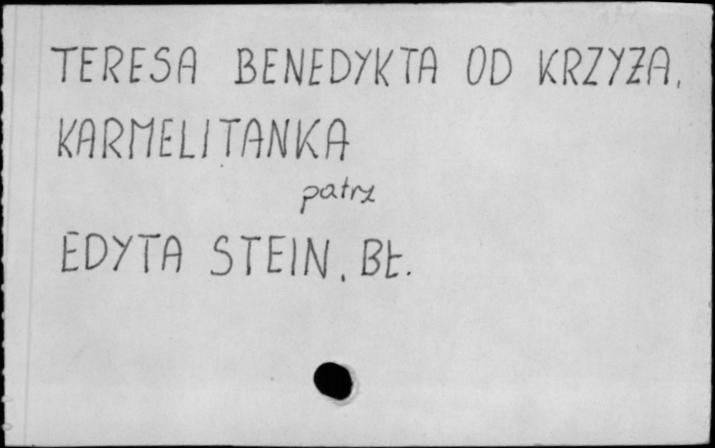 TERESA BENEDYKTA OD KRZYŻA,
KARMELITANKA
patrz
EDYTA STEIN, Bł.